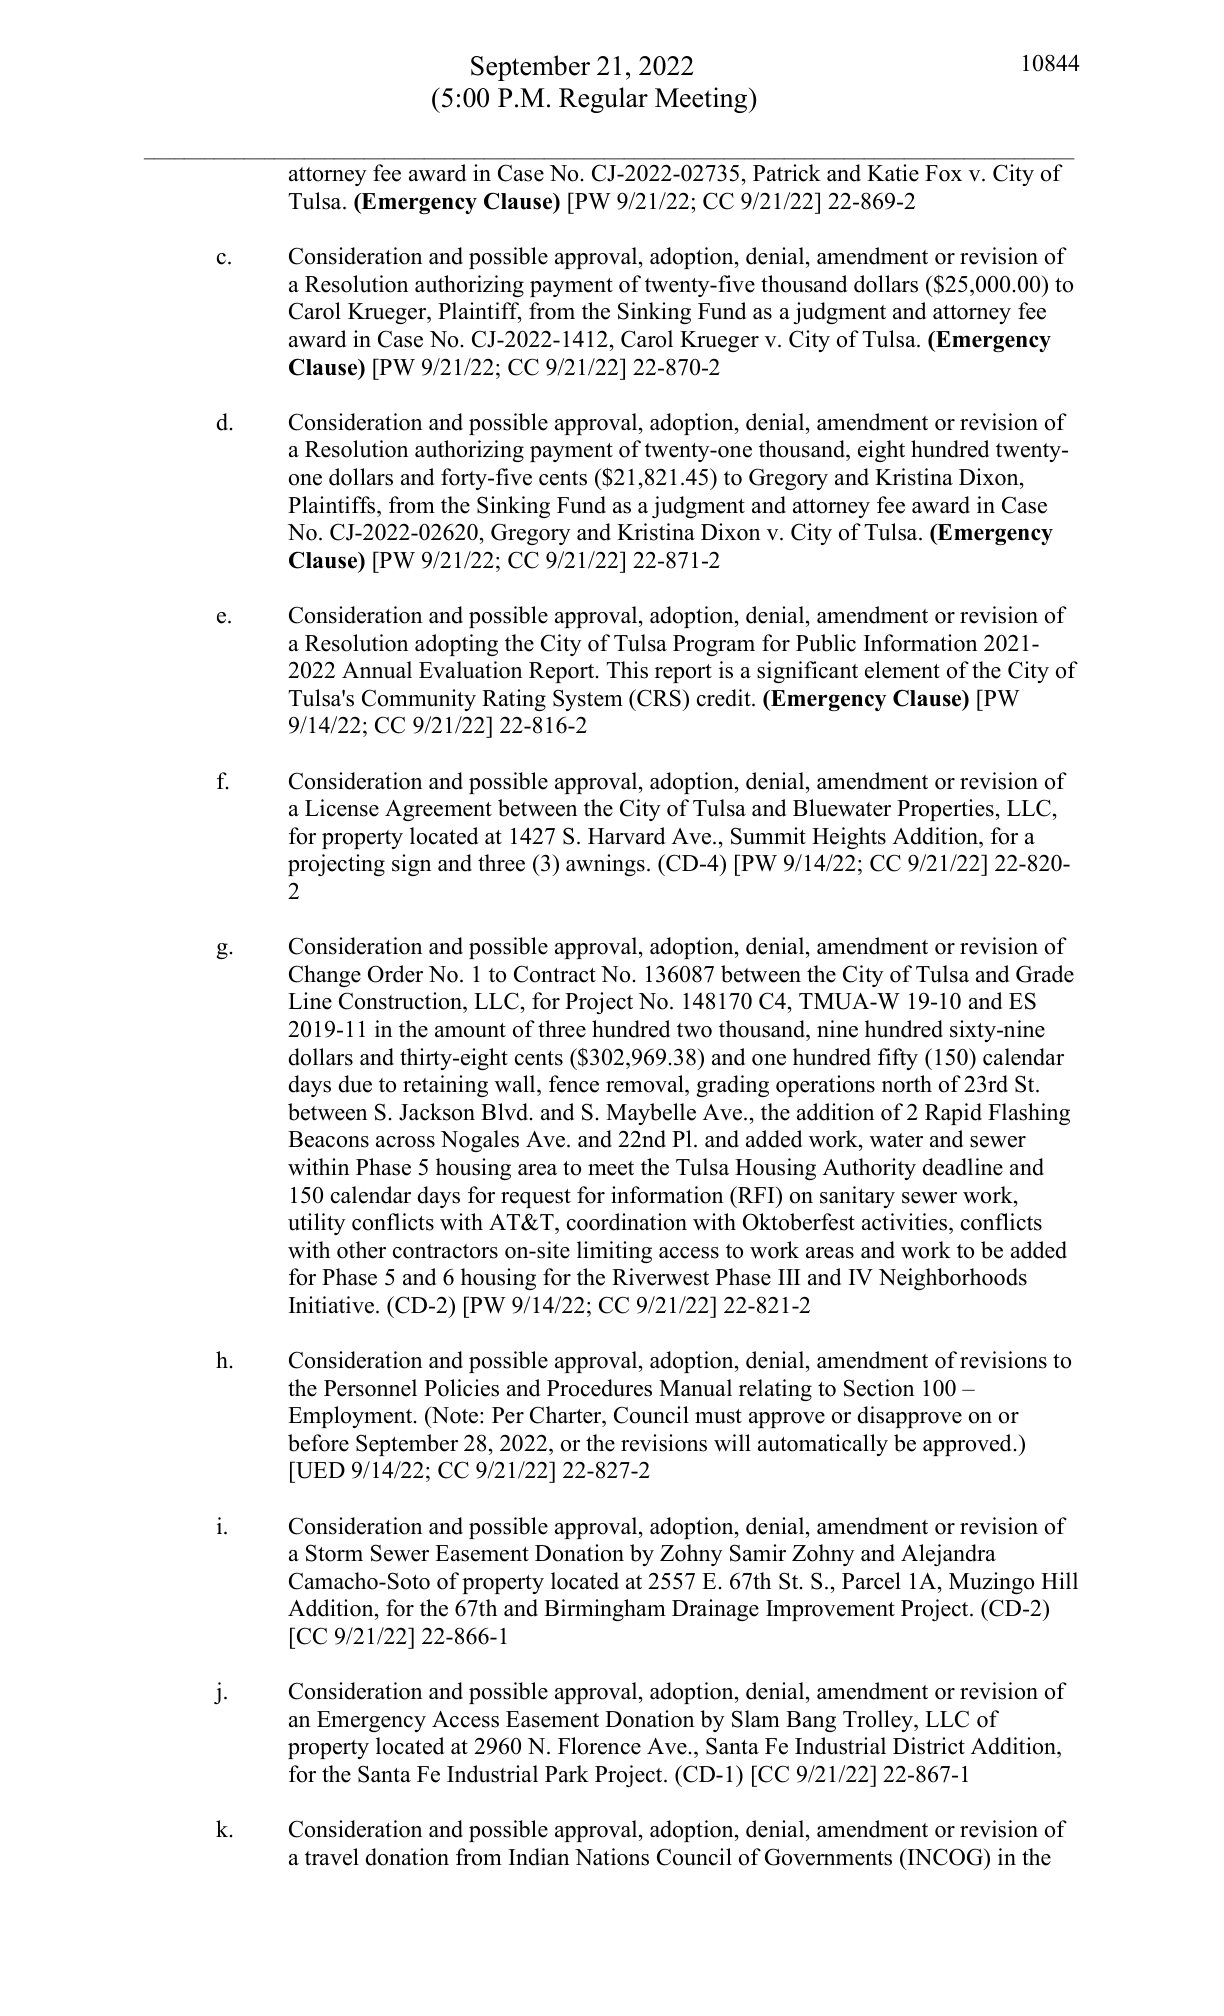 September 21, 2022
10844
(5:00 P.M. Regular Meeting)
attorney fee award in Case No. CJ-2022-02735, Patrick and Katie Fox v. City of
Tulsa. (Emergency Clause) [PW 9/21/22; CC 9/21/22] 22-869-2
c. Consideration and possible approval, adoption, denial, amendment or revision of
a Resolution authorizing payment of twenty-five thousand dollars ($25,000.00) to
Carol Krueger, Plaintiff, from the Sinking Fund as a judgment and attorney fee
award in Case No. CJ-2022-1412, Carol Krueger v. City of Tulsa. (Emergency
Clause) [PW 9/21/22; CC 9/21/22] 22-870-2
d. Consideration and possible approval, adoption, denial, amendment or revision of
a Resolution authorizing payment of twenty-one thousand, eight hundred twenty-
one dollars and forty-five cents ($21,821.45) to Gregory and Kristina Dixon,
Plaintiffs, from the Sinking Fund as a judgment and attorney fee award in Case
No. CJ-2022-02620, Gregory and Kristina Dixon v. City of Tulsa. (Emergency
Clause) [PW 9/21/22; CC 9/21/22] 22-871-2
e. Consideration and possible approval, adoption, denial, amendment or revision of
a Resolution adopting the City of Tulsa Program for Public Information 2021-
2022 Annual Evaluation Report. This report is a significant element of the City of
Tulsa's Community Rating System (CRS) credit. (Emergency Clause) [PW
9/14/22; CC 9/21/22] 22-816-2
f. Consideration and possible approval, adoption, denial, amendment or revision of
a License Agreement between the City of Tulsa and Bluewater Properties, LLC,
for property located at 1427 S. Harvard Ave., Summit Heights Addition, for a
projecting sign and three (3) awnings. (CD-4) [PW 9/14/22; CC 9/21/22] 22-820-
2
g. Consideration and possible approval, adoption, denial, amendment or revision of
Change Order No. 1 to Contract No. 136087 between the City of Tulsa and Grade
Line Construction, LLC, for Project No. 148170 C4, TMUA-W 19-10 and ES
2019-11 in the amount of three hundred two thousand, nine hundred sixty-nine
dollars and thirty-eight cents ($302,969.38) and one hundred fifty (150) calendar
days due to retaining wall, fence removal, grading operations north of 23rd St.
between S. Jackson Blvd. and S. Maybelle Ave., the addition of 2 Rapid Flashing
Beacons across Nogales Ave. and 22nd Pl. and added work, water and sewer
within Phase 5 housing area to meet the Tulsa Housing Authority deadline and
150 calendar days for request for information (RFI) on sanitary sewer work,
utility conflicts with AT&T, coordination with Oktoberfest activities, conflicts
with other contractors on-site limiting access to work areas and work to be added
for Phase 5 and 6 housing for the Riverwest Phase III and IV Neighborhoods
Initiative. (CD-2) [PW 9/14/22; CC 9/21/22] 22-821-2
h. Consideration and possible approval, adoption, denial, amendment of revisions to
the Personnel Policies and Procedures Manual relating to Section 100 –
Employment. (Note: Per Charter, Council must approve or disapprove on or
before September 28, 2022, or the revisions will automatically be approved.)
[UED 9/14/22; CC 9/21/22] 22-827-2
i. Consideration and possible approval, adoption, denial, amendment or revision of
a Storm Sewer Easement Donation by Zohny Samir Zohny and Alejandra
Camacho-Soto of property located at 2557 E. 67th St. S., Parcel 1A, Muzingo Hill
Addition, for the 67th and Birmingham Drainage Improvement Project. (CD-2)
[CC 9/21/22] 22-866-1
j. Consideration and possible approval, adoption, denial, amendment or revision of
an Emergency Access Easement Donation by Slam Bang Trolley, LLC of
property located at 2960 N. Florence Ave., Santa Fe Industrial District Addition,
for the Santa Fe Industrial Park Project. (CD-1) [CC 9/21/22] 22-867-1
k. Consideration and possible approval, adoption, denial, amendment or revision of
a travel donation from Indian Nations Council of Governments (INCOG) in the